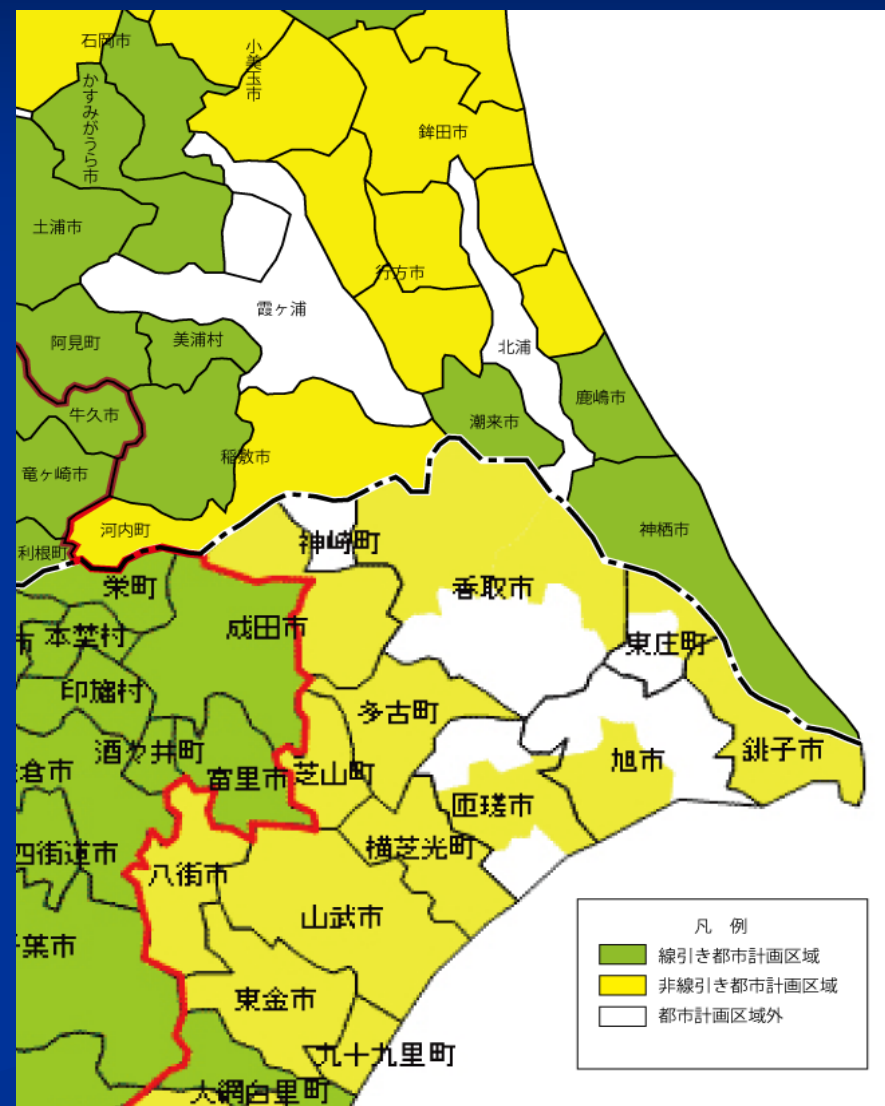 石岡市
小美玉市
かすみがうら市
鉾田市
土浦市
行方市
霞ヶ浦
阿見町
美浦村
北浦
鹿嶋市
牛久市
潮来市
稲敷市
竜ヶ崎市
河内町
神栖市
利根町
神崎町
栄町
香取市
成田市
本埜村
市
東庄町
印旛村
多古町
酒々井町
倉市
富里市
芝山町
旭市
銚子市
匝瑳市
横芝光町
四街道市
八街市
山武市
千葉市
東金市
九十九里町
大網白里町
凡 例
線引き都市計画区域
非線引き都市計画区域
都市計画区域外